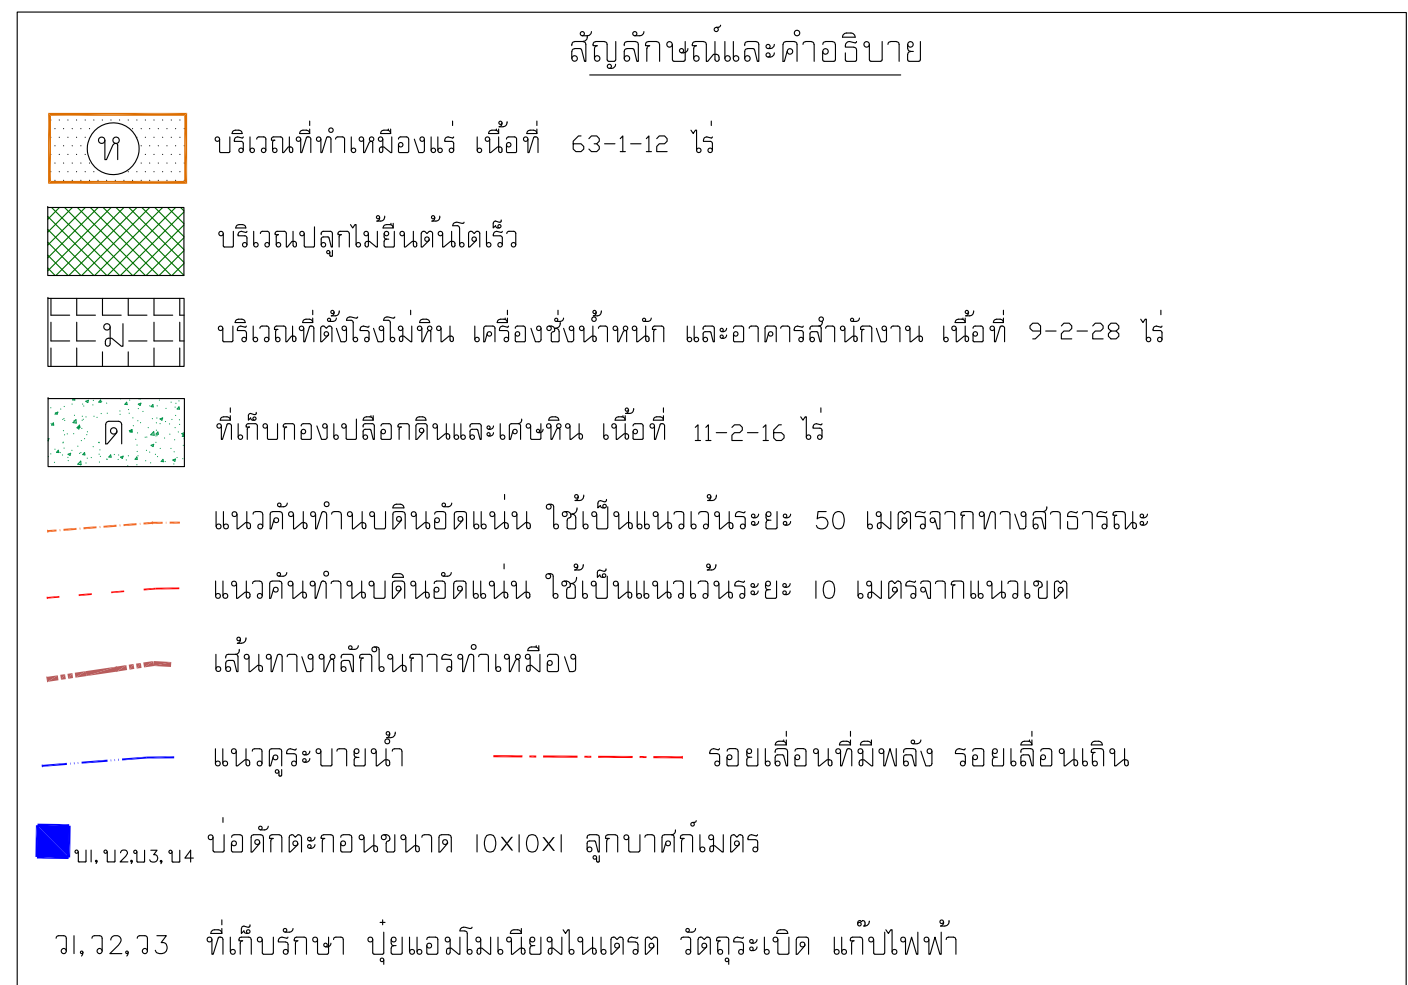 สัญลักษณ์และคำอธิบาย
ห บริเวณที่ทำเหมืองแร่ เนื้อที่ 63-1-12 ไร่
บริเวณปลูกไม้ยืนต้นโตเร็ว
ม บริเวณที่ตั้งโรงโม่หิน เครื่องชั่งน้ำหนัก และอาคารสำนักงาน เนื้อที่ 9-2-28 ไร่
ด ที่เก็บกองเปลือกดินและเศษหิน เนื้อที่ 11-2-16 ไร่
แนวคันทำนบดินอัดแน่น ใช้เป็นแนวเว้นระยะ 50 เมตรจากทางสาธารณะ
แนวคันทำนบดินอัดแน่น ใช้เป็นแนวเว้นระยะ 10 เมตรจากแนวเขต
เส้นทางหลักในการทำเหมือง
แนวคูระบายน้ำ รอยเลื่อนที่มีพลัง รอยเลื่อนเถิน
บ1, บ2,บ3, บ4 บ่อดักตะกอนขนาด 10x10x1 ลูกบาศก์เมตร
ว1, ว2, ว3 ที่เก็บรักษา ปุ๋ยแอมโมเนียมไนเตรต วัตถุระเบิด แก๊ปไฟฟ้า